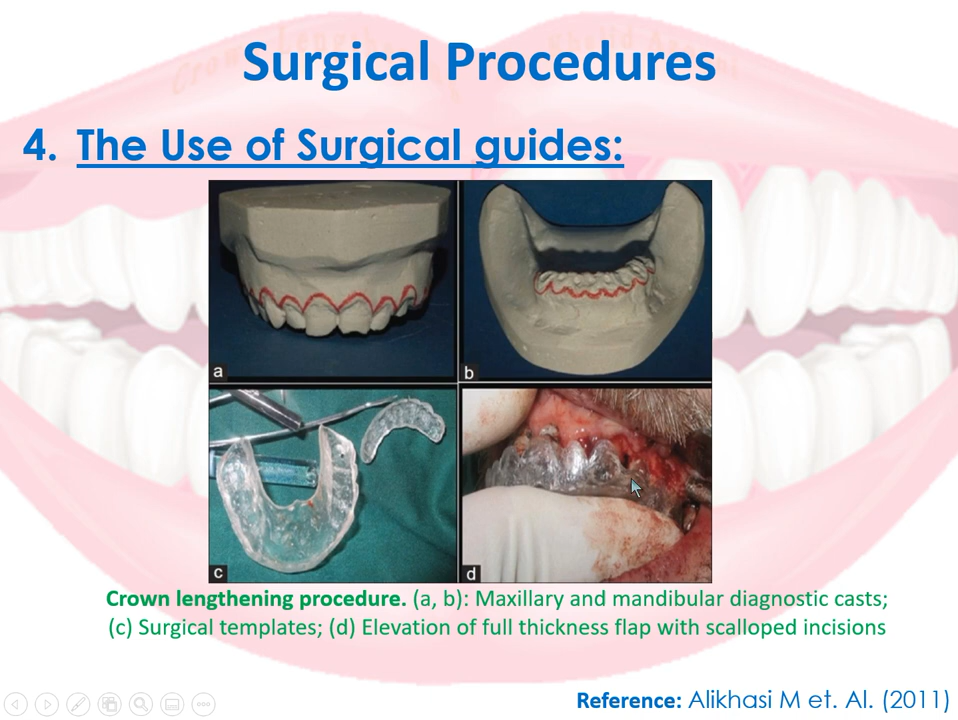 Surgical Procedures
4. The Use of Surgical guides:
a
b
c
d
Crown lengthening procedure. (a, b): Maxillary and mandibular diagnostic casts;
(c) Surgical templates; (d) Elevation of full thickness flap with scalloped incisions
Reference: Alikhasi M et. Al. (2011)